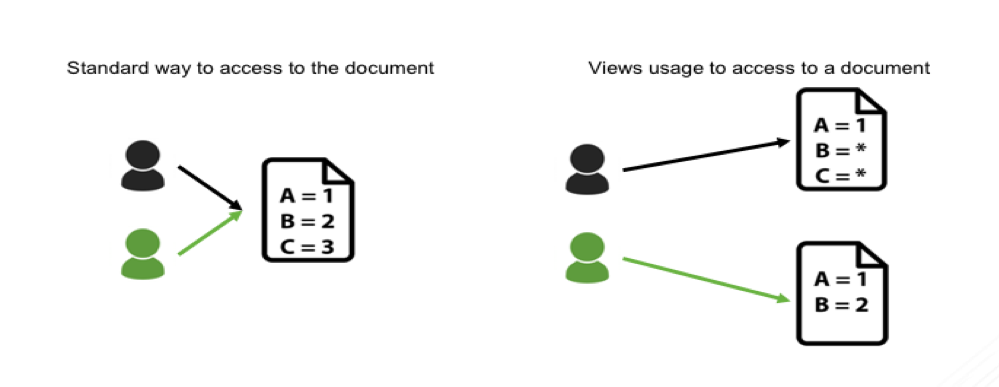 Standard way to access to the document
A = 1
B = 2
C = 3
Views usage to access to a document
A = 1
B = *
C = *
A = 1
B = 2